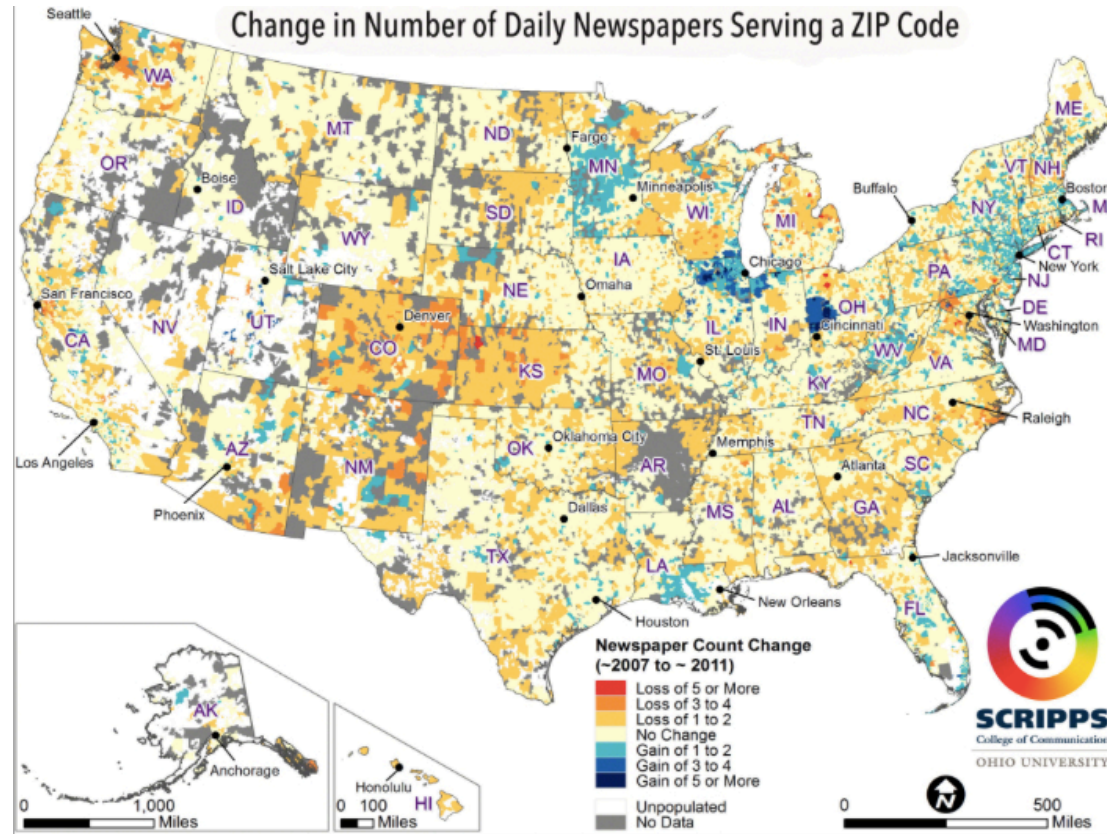 Change in Number of Daily Newspapers Serving a ZIP Code
Seattle
WA
MT
ND
Fargo
MN
ME
VT
NH
OR
Boise
ID
Minneapolis
WI
MI
Buffalo
NY
Boston
M
SD
WY
RI
CT
Chicago
New York
IA
PA
NJ
Salt Lake City
NE
Omaha
San Francisco
OH
DE
NV
UT
Denver
IL
IN
Cincinnati
Washington
CA
CO
WV
MD
KS
St. Louis
MO
VA
KY
NC
Raleigh
TN
Oklahoma City
Memphis
AZ
OK
Los Angeles
NM
AR
Atlanta
SC
Phoenix
Dallas
MS
AL
GA
TX
Jacksonville
LA
New Orleans
FL
Houston
Newspaper Count Change
(~2007 to ~ 2011)
Loss of 5 or More
Loss of 3 to 4
Loss of 1 to 2
No Change
Gain of 1 to 2
Gain of 3 to 4
Gain of 5 or More
Unpopulated
No Data
AK
Anchorage
0 1,000
Miles
Honolulu
HI
0 100
Miles
SCRIPPS
College of Communication
OHIO UNIVERSITY
N
0 500
Miles